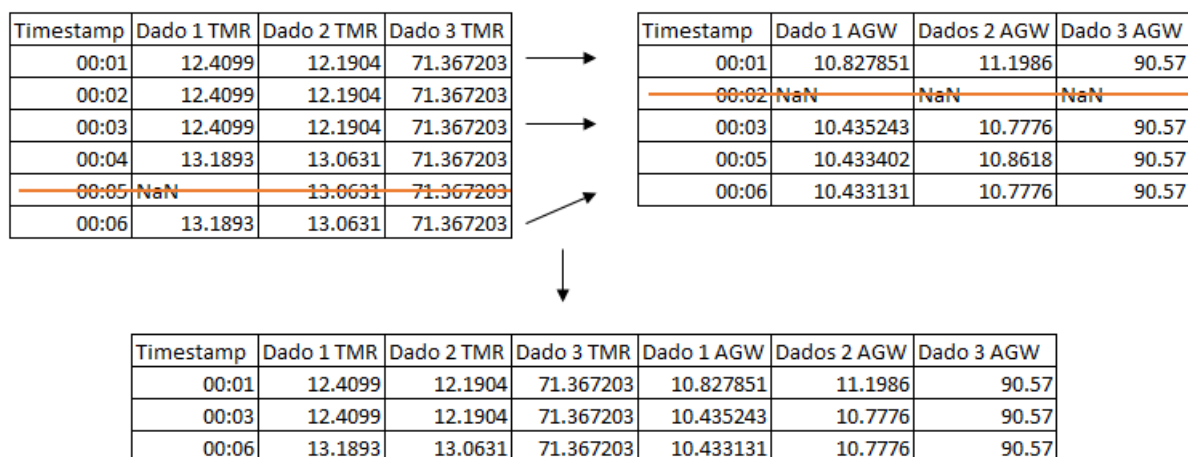 Timestamp Dado 1 TMR Dado 2 TMR Dado 3 TMR
00:01 12.4099 12.1904 71.367203
00:02 12.4099 12.1904 71.367203
00:03 12.4099 12.1904 71.367203
00:04 13.1893 13.0631 71.367203
00:05 NaN 13.0631 71.367203
00:06 13.1893 13.0631 71.367203
Timestamp Dado 1 AGW Dados 2 AGW Dado 3 AGW
00:01 10.827851 11.1986 90.57
00:02 NaN NaN NaN
00:03 10.435243 10.7776 90.57
00:05 10.433402 10.8618 90.57
00:06 10.433131 10.7776 90.57
Timestamp Dado 1 TMR Dado 2 TMR Dado 3 TMR Dado 1 AGW Dados 2 AGW Dado 3 AGW
00:01 12.4099 12.1904 71.367203 10.827851 11.1986 90.57
00:03 12.4099 12.1904 71.367203 10.435243 10.7776 90.57
00:06 13.1893 13.0631 71.367203 10.433131 10.7776 90.57